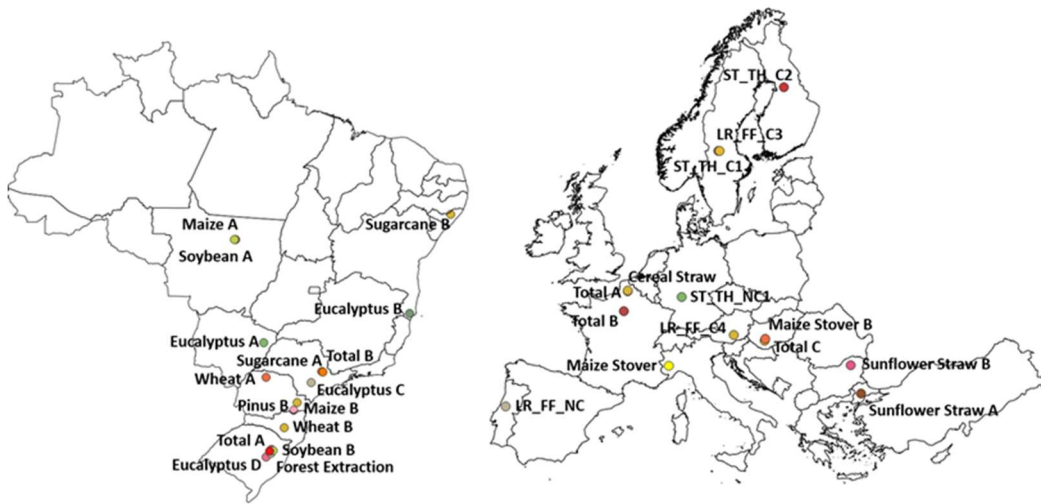 Maize A
Soybean A
Sugarcane B
Eucalyptus B
Eucalyptus A
Sugarcane A
Total B
Wheat A
Eucalyptus C
Pinus B
Maize B
Wheat B
Total A
Soybean B
Eucalyptus D
Forest Extraction
ST_TH_C2
LR_FF_C3
ST_TH_C1
Cereal Straw
Total A
ST_TH_NC1
Total B
LR_FF_C4
Maize Stover B
Total C
Maize Stover
Sunflower Straw B
LR_FF_NC
Sunflower Straw A